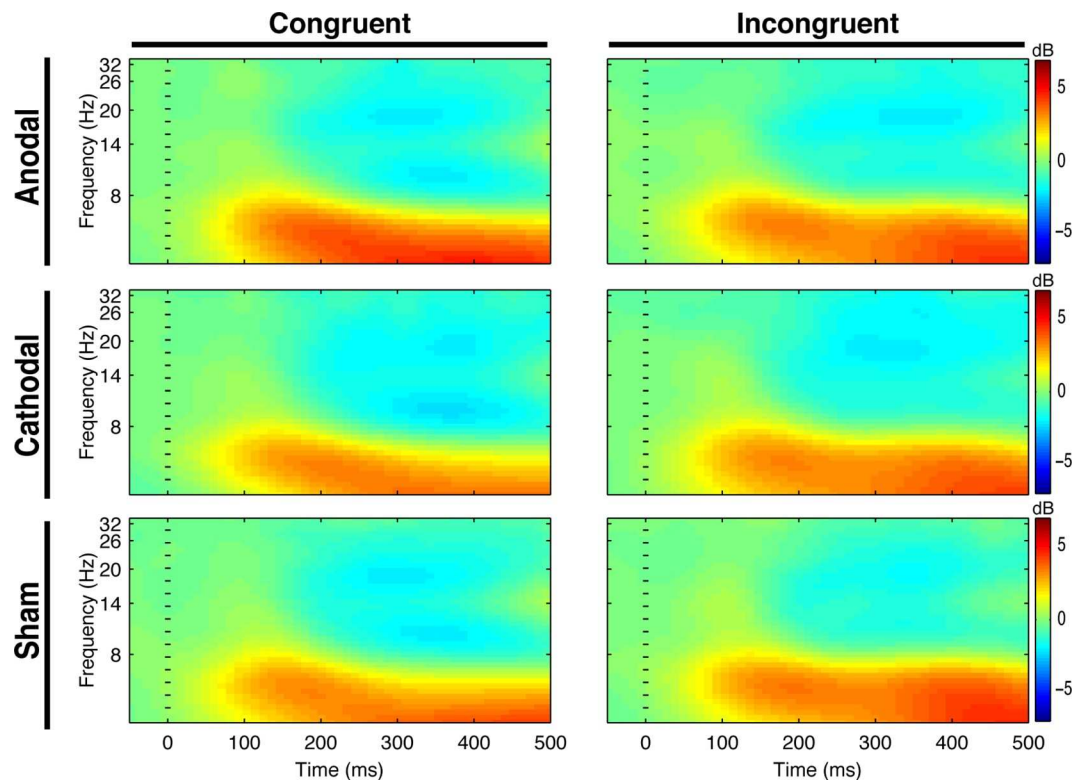 Congruent
Incongruent
Anodal
Frequency (Hz)
32
26
20
14
8
dB
5
0
−5
Cathodal
Frequency (Hz)
32
26
20
14
8
dB
5
0
−5
Sham
Frequency (Hz)
32
26
20
14
8
dB
5
0
−5
0 100 200 300 400 500
Time (ms)
0 100 200 300 400 500
Time (ms)